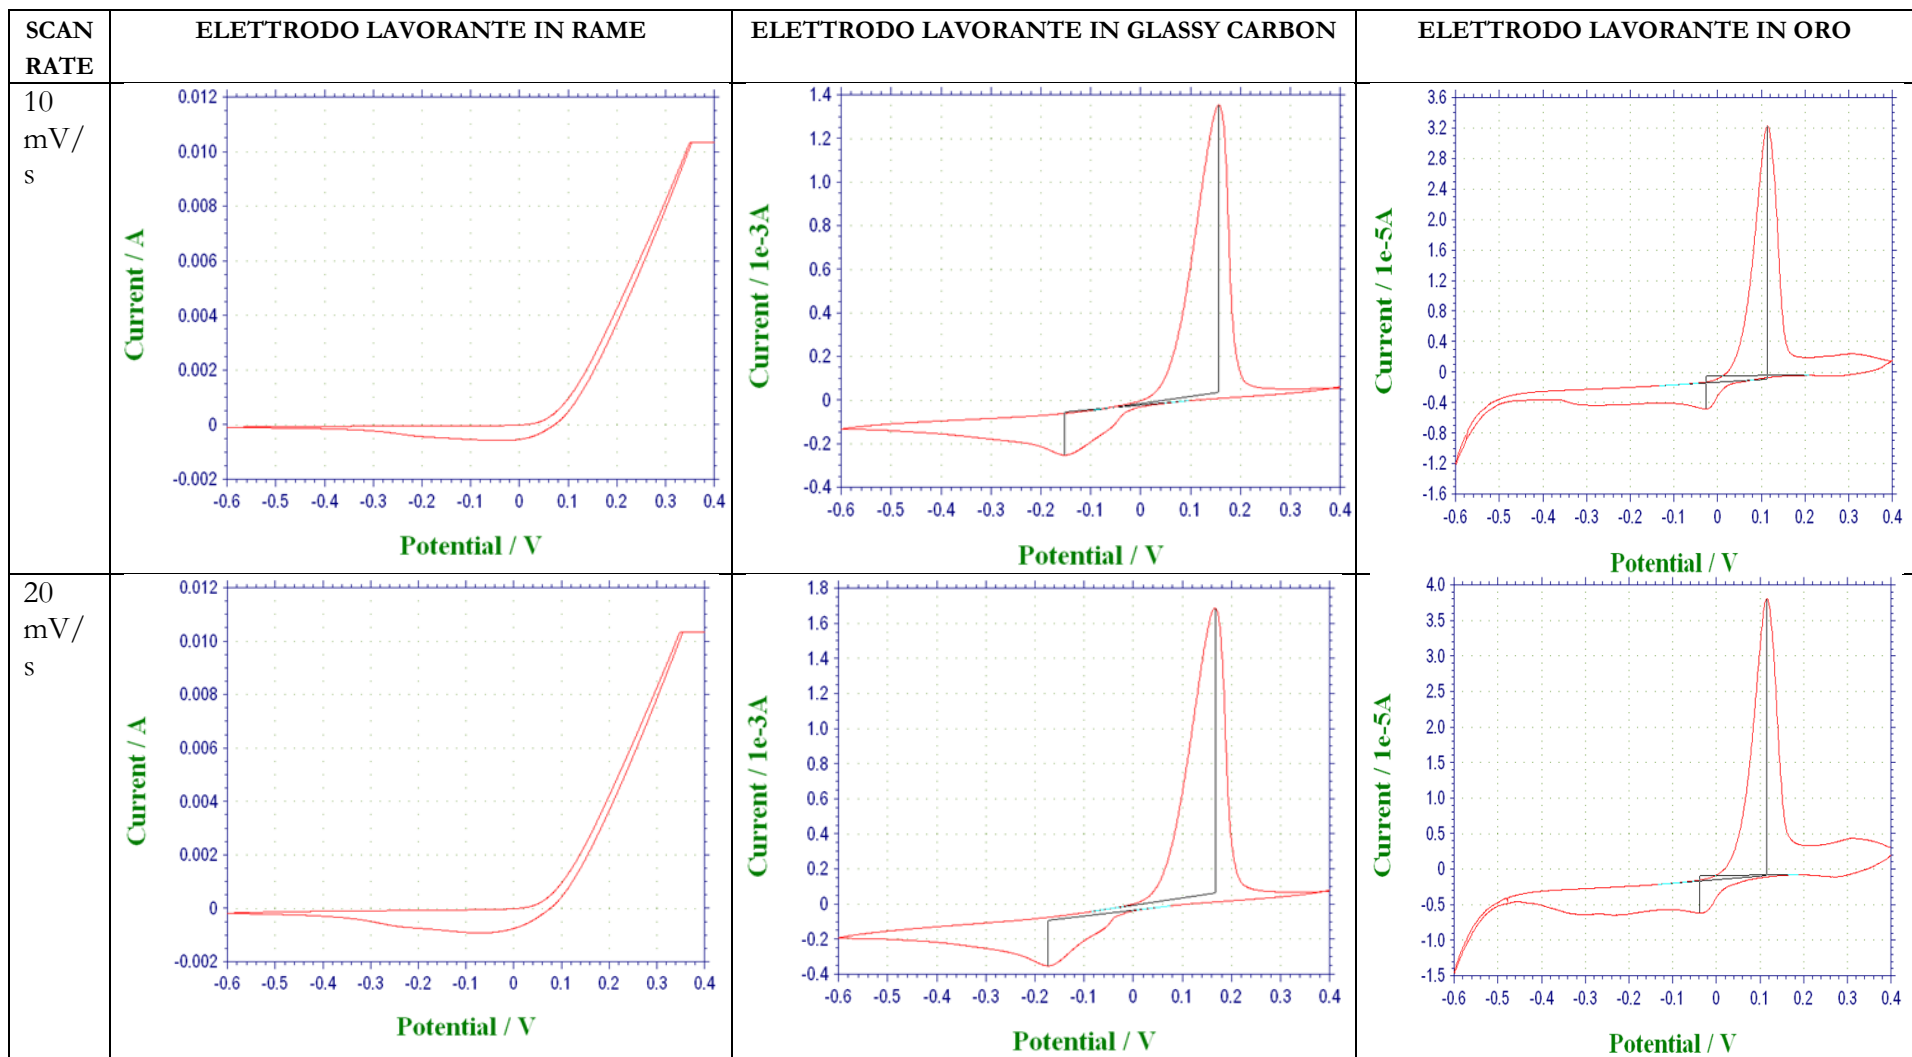 SCAN
RATE
ELETTRODO LAVORANTE IN RAME
ELETTRODO LAVORANTE IN GLASSY CARBON
ELETTRODO LAVORANTE IN ORO
10
mV/
s
0.012
0.010
0.008
0.006
0.004
0.002
0
-0.002
Current / A
-0.6 -0.5 -0.4 -0.3 -0.2 -0.1 0 0.1 0.2 0.3 0.4
Potential / V
1.4
1.2
1.0
0.8
0.6
0.4
0.2
0
-0.2
-0.4
Current / 1e-3A
-0.6 -0.5 -0.4 -0.3 -0.2 -0.1 0 0.1 0.2 0.3 0.4
Potential / V
3.6
3.2
2.8
2.4
2.0
1.6
1.2
0.8
0.4
0
-0.4
-0.8
-1.2
-1.6
Current / 1e-5A
-0.6 -0.5 -0.4 -0.3 -0.2 -0.1 0 0.1 0.2 0.3 0.4
Potential / V
20
mV/
s
0.012
0.010
0.008
0.006
0.004
0.002
0
-0.002
Current / A
-0.6 -0.5 -0.4 -0.3 -0.2 -0.1 0 0.1 0.2 0.3 0.4
Potential / V
1.8
1.6
1.4
1.2
1.0
0.8
0.6
0.4
0.2
0
-0.2
-0.4
Current / 1e-3A
-0.6 -0.5 -0.4 -0.3 -0.2 -0.1 0 0.1 0.2 0.3 0.4
Potential / V
4.0
3.5
3.0
2.5
2.0
1.5
1.0
0.5
0
-0.5
-1.0
-1.5
Current / 1e-5A
-0.6 -0.5 -0.4 -0.3 -0.2 -0.1 0 0.1 0.2 0.3 0.4
Potential / V